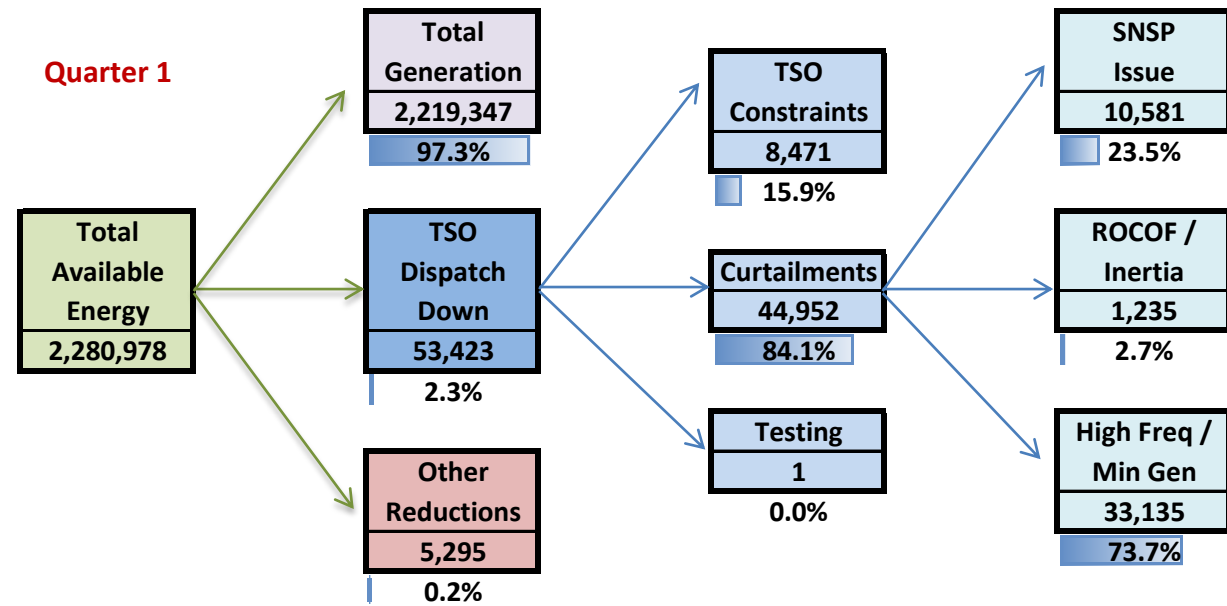 Quarter 1
Total
Available
Energy
2,280,978
Total
Generation
2,219,347
97.3%
TSO
Dispatch
Down
53,423
2.3%
Other
Reductions
5,295
0.2%
TSO
Constraints
8,471
15.9%
Curtailments
44,952
84.1%
Testing
1
0.0%
SNSP
Issue
10,581
23.5%
ROCOF /
Inertia
1,235
2.7%
High Freq /
Min Gen
33,135
73.7%